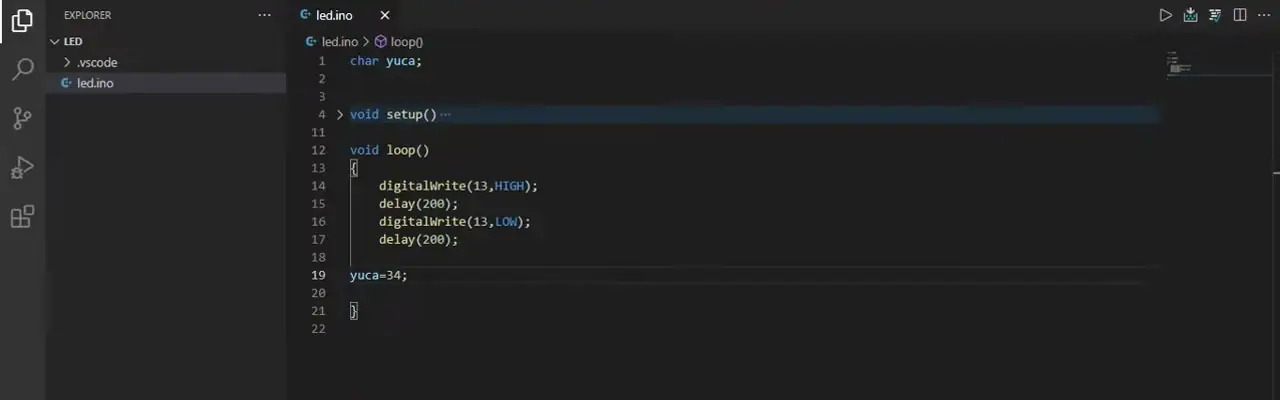 EXPLORER
LED
.vscode
led.ino
led.ino
led.ino > loop()
1 char yuca;
2
3
4 void setup() ...
11
12 void loop()
13 {
14 digitalWrite(13,HIGH);
15 delay(200);
16 digitalWrite(13,LOW);
17 delay(200);
18
19 yuca=34;
20
21 }
22